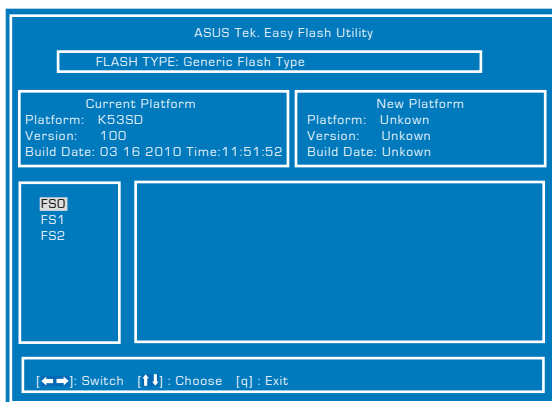 ASUS Tek. Easy Flash Utility
FLASH TYPE: Generic Flash Type
Current Platform
Platform: K53SD
Version: 100
Build Date: 03 16 2010 Time:11:51:52
New Platform
Platform: Unkown
Version: Unkown
Build Date: Unkown
FS0
FS1
FS2
[←→]: Switch [↑↓] : Choose [q] : Exit